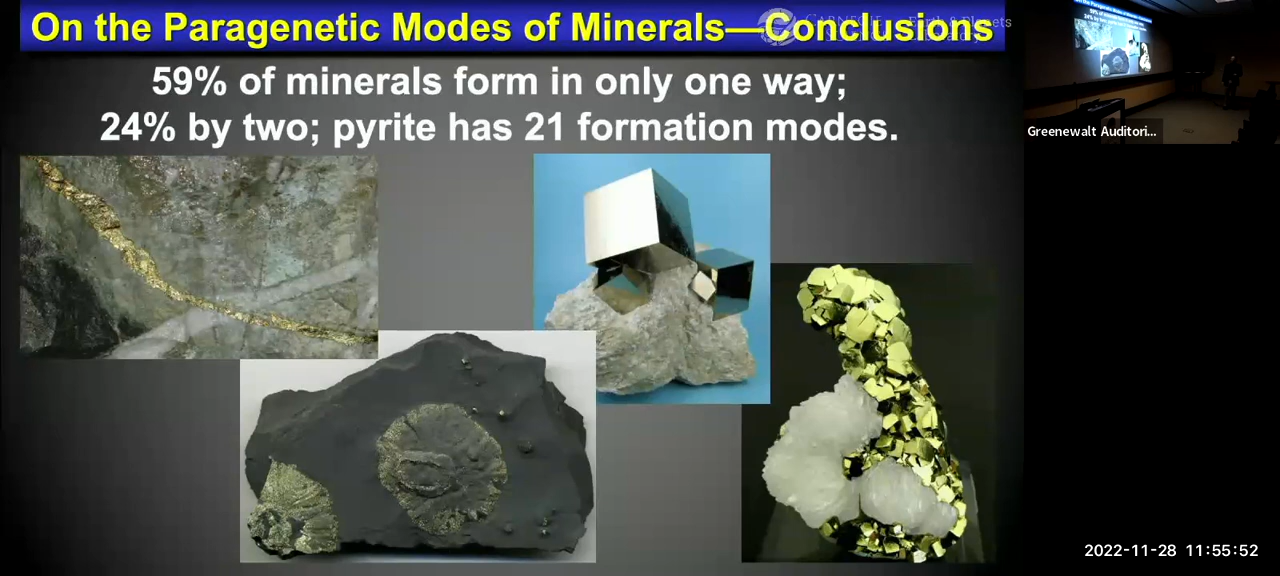 On the Paragenetic Modes of Minerals—Conclusions
59% of minerals form in only one way;
24% by two; pyrite has 21 formation modes.
Greenewalt Auditori...
2022-11-28 11:55:52